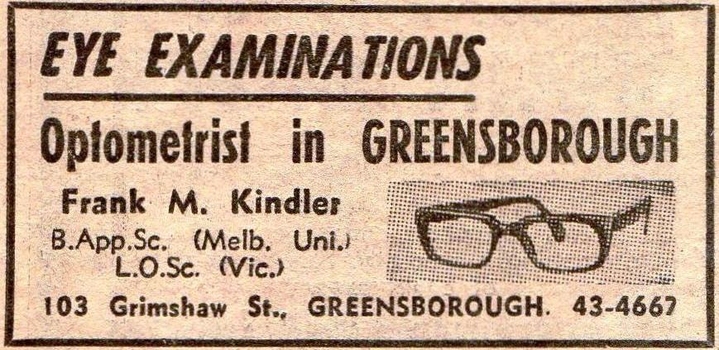 EYE EXAMINATIONS
Optometrist in GREENSBOROUGH
Frank M. Kindler
B.App.Sc. (Melb. Uni.)
L.O.Sc. (Vic.)
103 Grimshaw St., GREENSBOROUGH. 43-4667